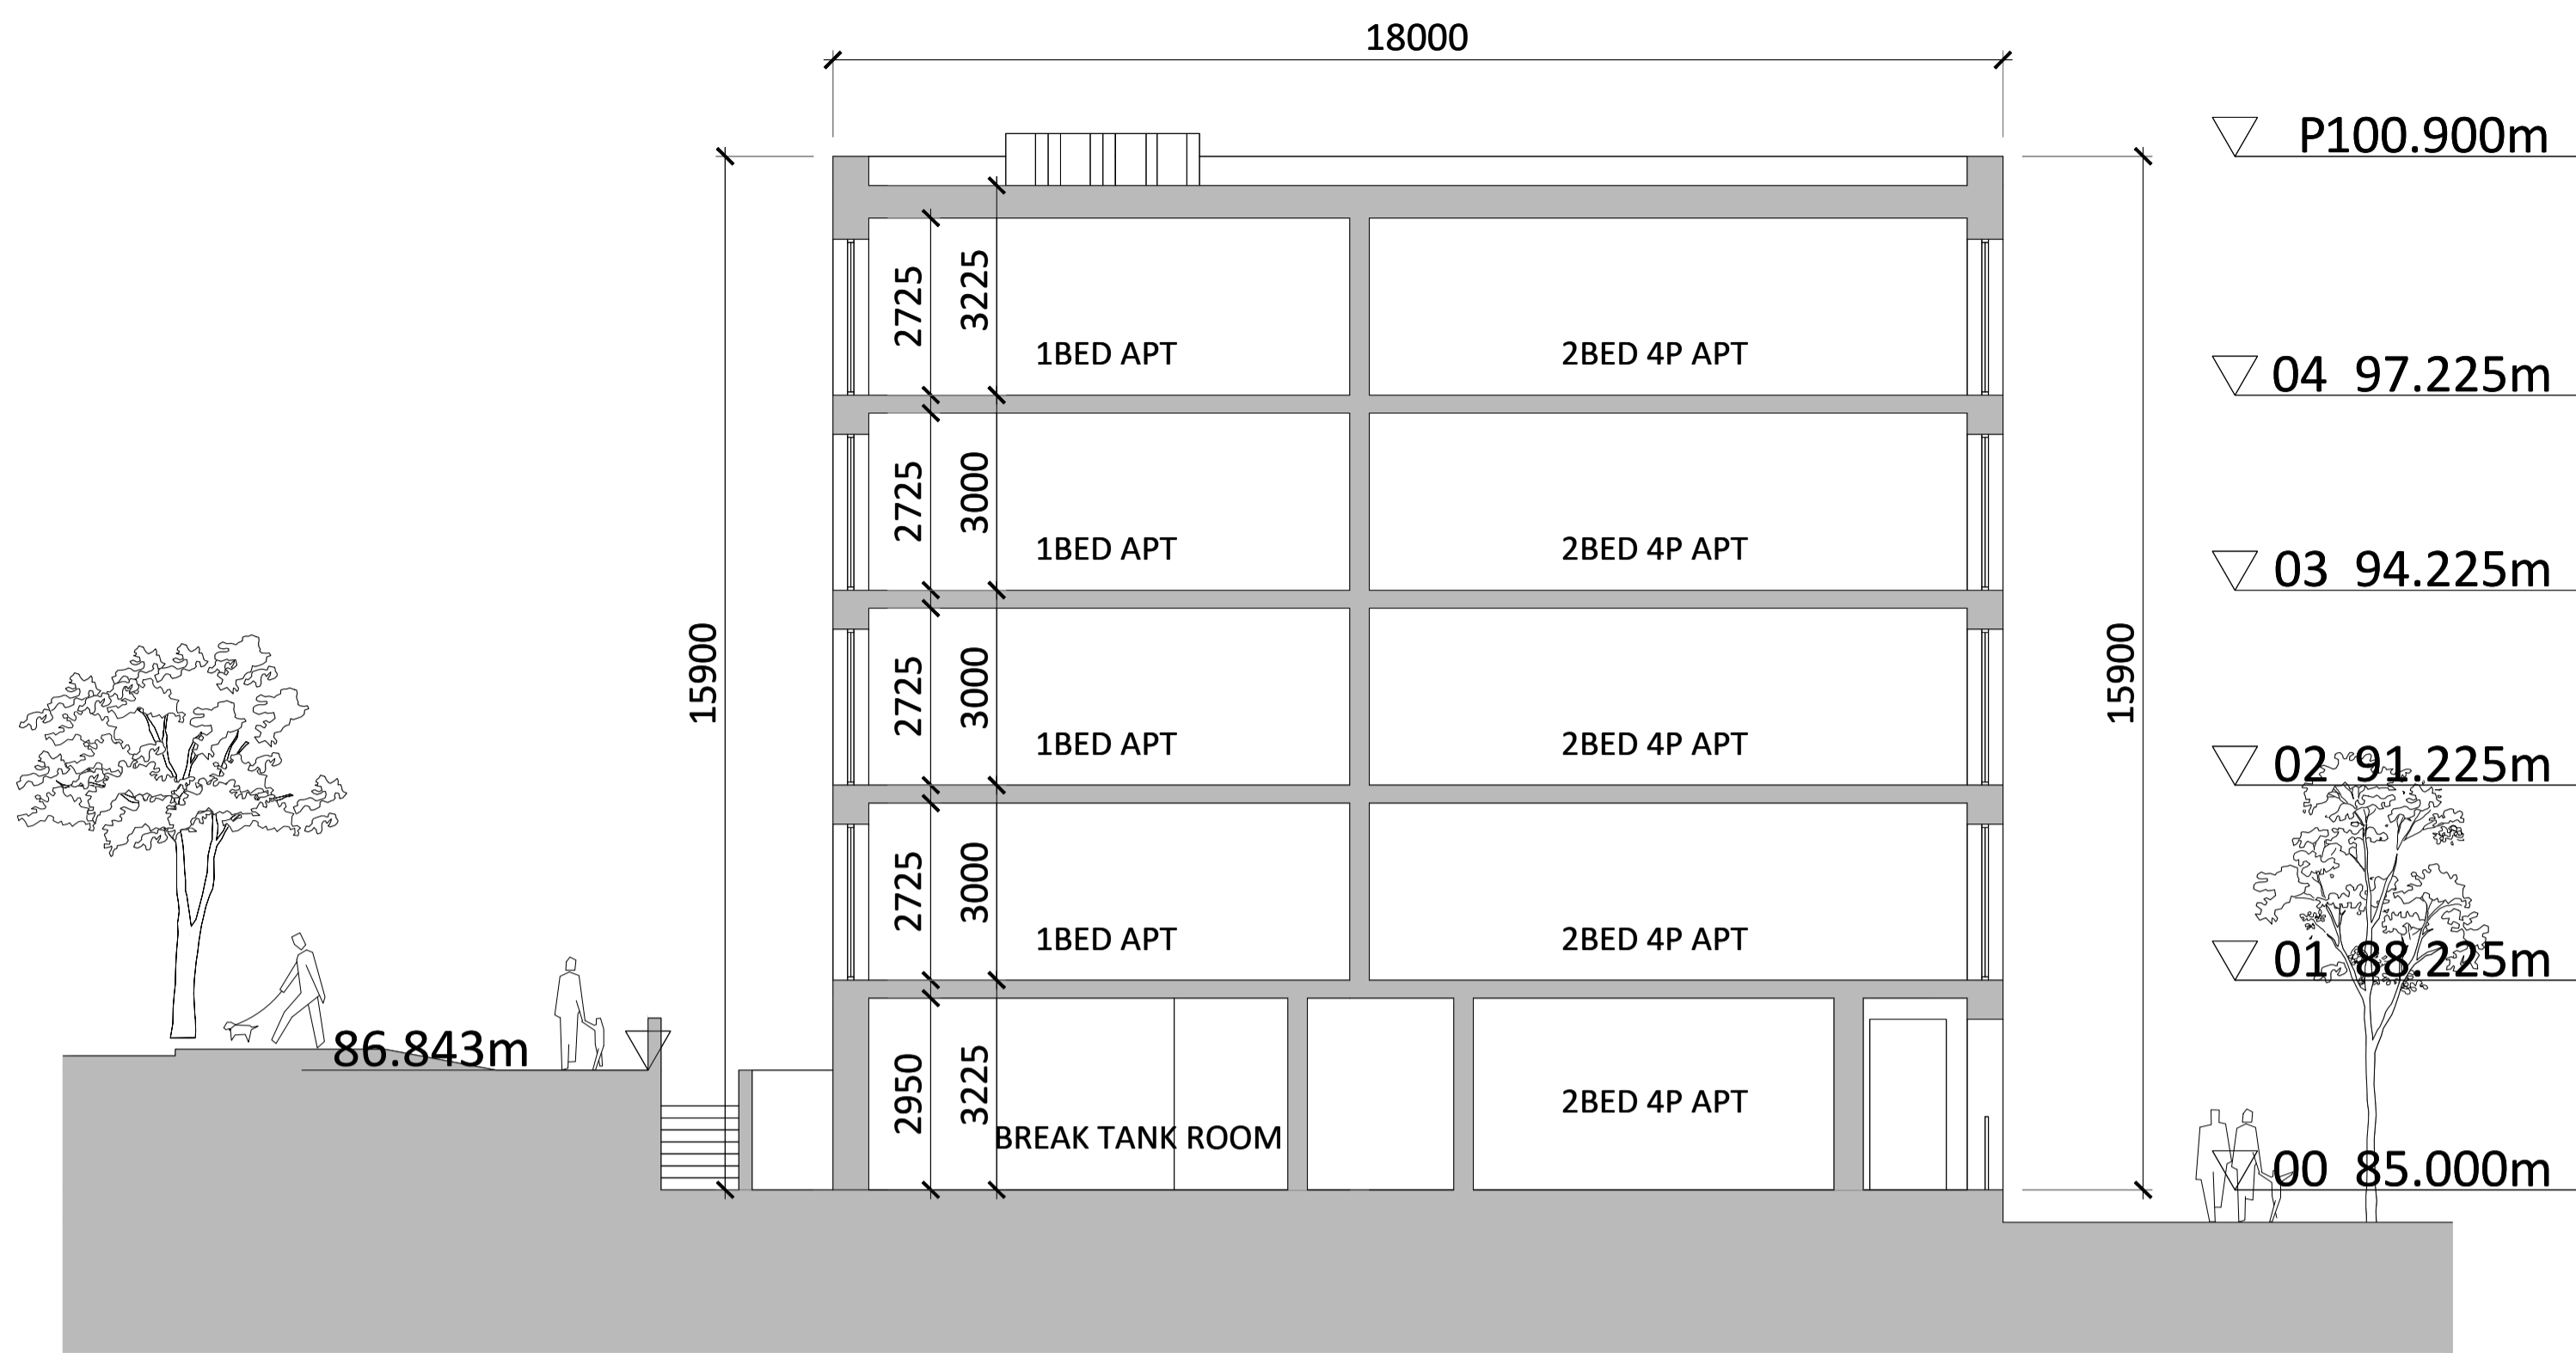 18000
P100.900m
2725
3225
1BED APT
2BED 4P APT
04 97.225m
2725
3000
1BED APT
2BED 4P APT
03 94.225m
15900
2725
3000
1BED APT
2BED 4P APT
15900
02 91.225m
2725
3000
1BED APT
2BED 4P APT
01 88.225m
86.843m
2950
3225
BREAK TANK ROOM
2BED 4P APT
00 85.000m